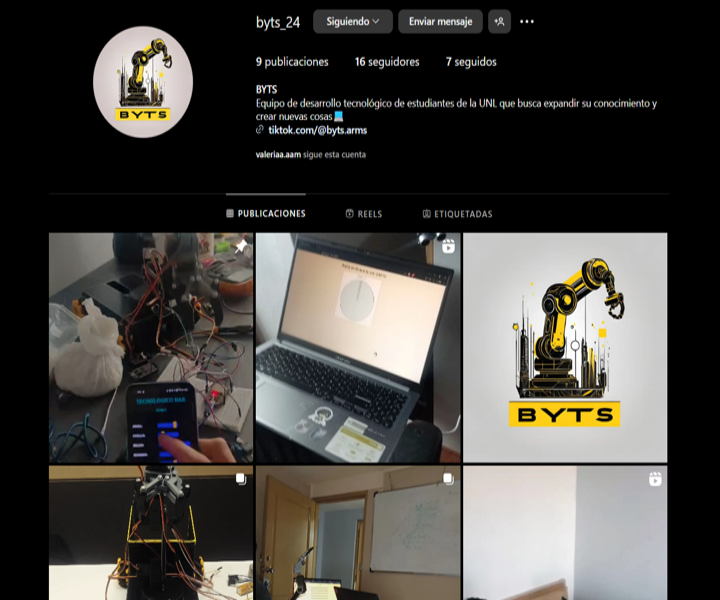 byts_24 Siguiendo Enviar mensaje
9 publicaciones 16 seguidores 7 seguidos
BYTS
Equipo de desarrollo tecnológico de estudiantes de la UNL que busca expandir su conocimiento y
crear nuevas cosas
tiktok.com/@byts.arms
valeriaa.aam sigue esta cuenta
PUBLICACIONES REELS ETIQUETADAS
BYTS
BYTS